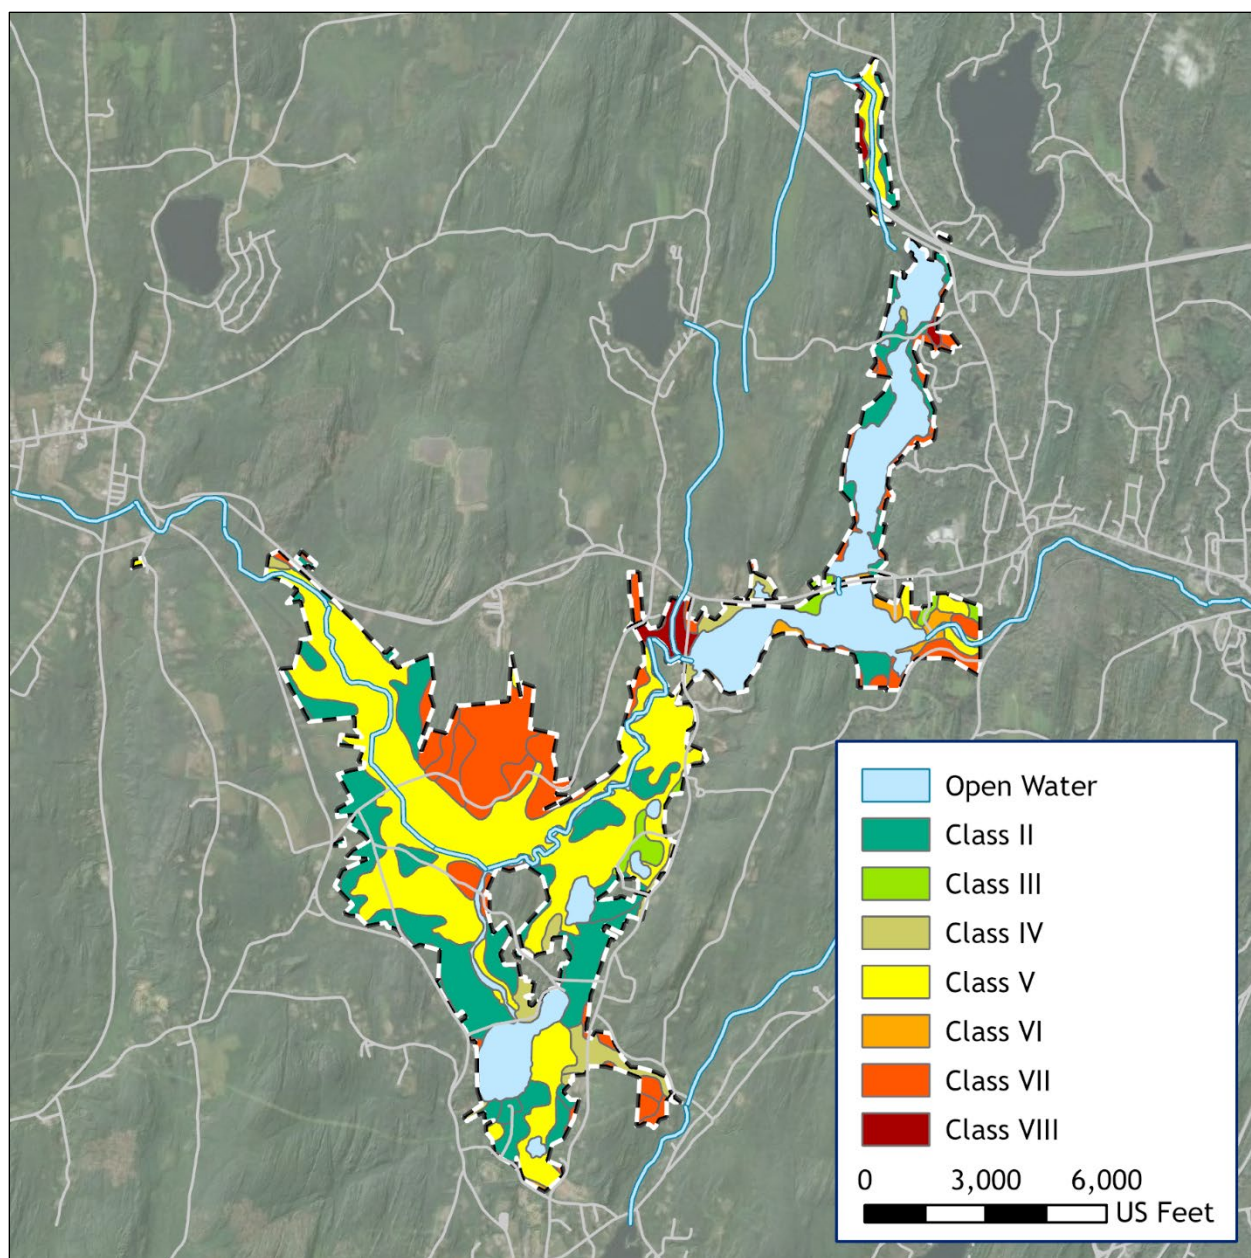 Open Water
Class II
Class III
Class IV
Class V
Class VI
Class VII
Class VIII
0 3,000 6,000
US Feet